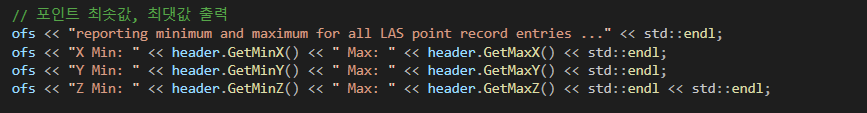 // 포인트 최솟값, 최댓값 출력
ofs << "reporting minimum and maximum for all LAS point record entries ..." << std::endl;
ofs << "X Min: " << header.GetMinX() << " Max: " << header.GetMaxX() << std::endl;
ofs << "Y Min: " << header.GetMinY() << " Max: " << header.GetMaxY() << std::endl;
ofs << "Z Min: " << header.GetMinZ() << " Max: " << header.GetMaxZ() << std::endl << std::endl;